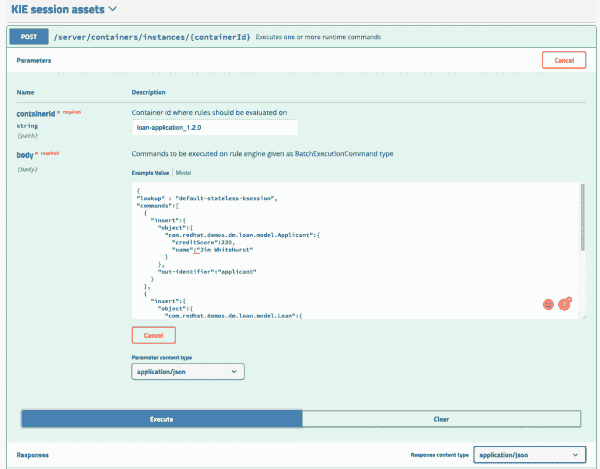 KIE session assets
POST /server/containers/instances/{containerId} Executes one or more runtime commands
Parameters Cancel
Name Description
containerId * required Container id where rules should be evaluated on
string
(path)
loan-application_1.2.0
body * required Commands to be executed on rule engine given as BatchExecutionCommand type
(body)
Example Value | Model
{
"lookup" : "default-stateless-ksession",
"commands":[
{
"insert":{
"object":{
"com.redhat.demos.dm.loan.model.Applicant":{
"creditScore":230,
"name":"Jim Whitehurst"
}
},
"out-identifier":"applicant"
}
},
{
"insert":{
"object":{
"com.redhat.demos.dm.loan.model.Loan":{
Cancel
Parameter content type
application/json
Execute Clear
Responses Response content type application/json